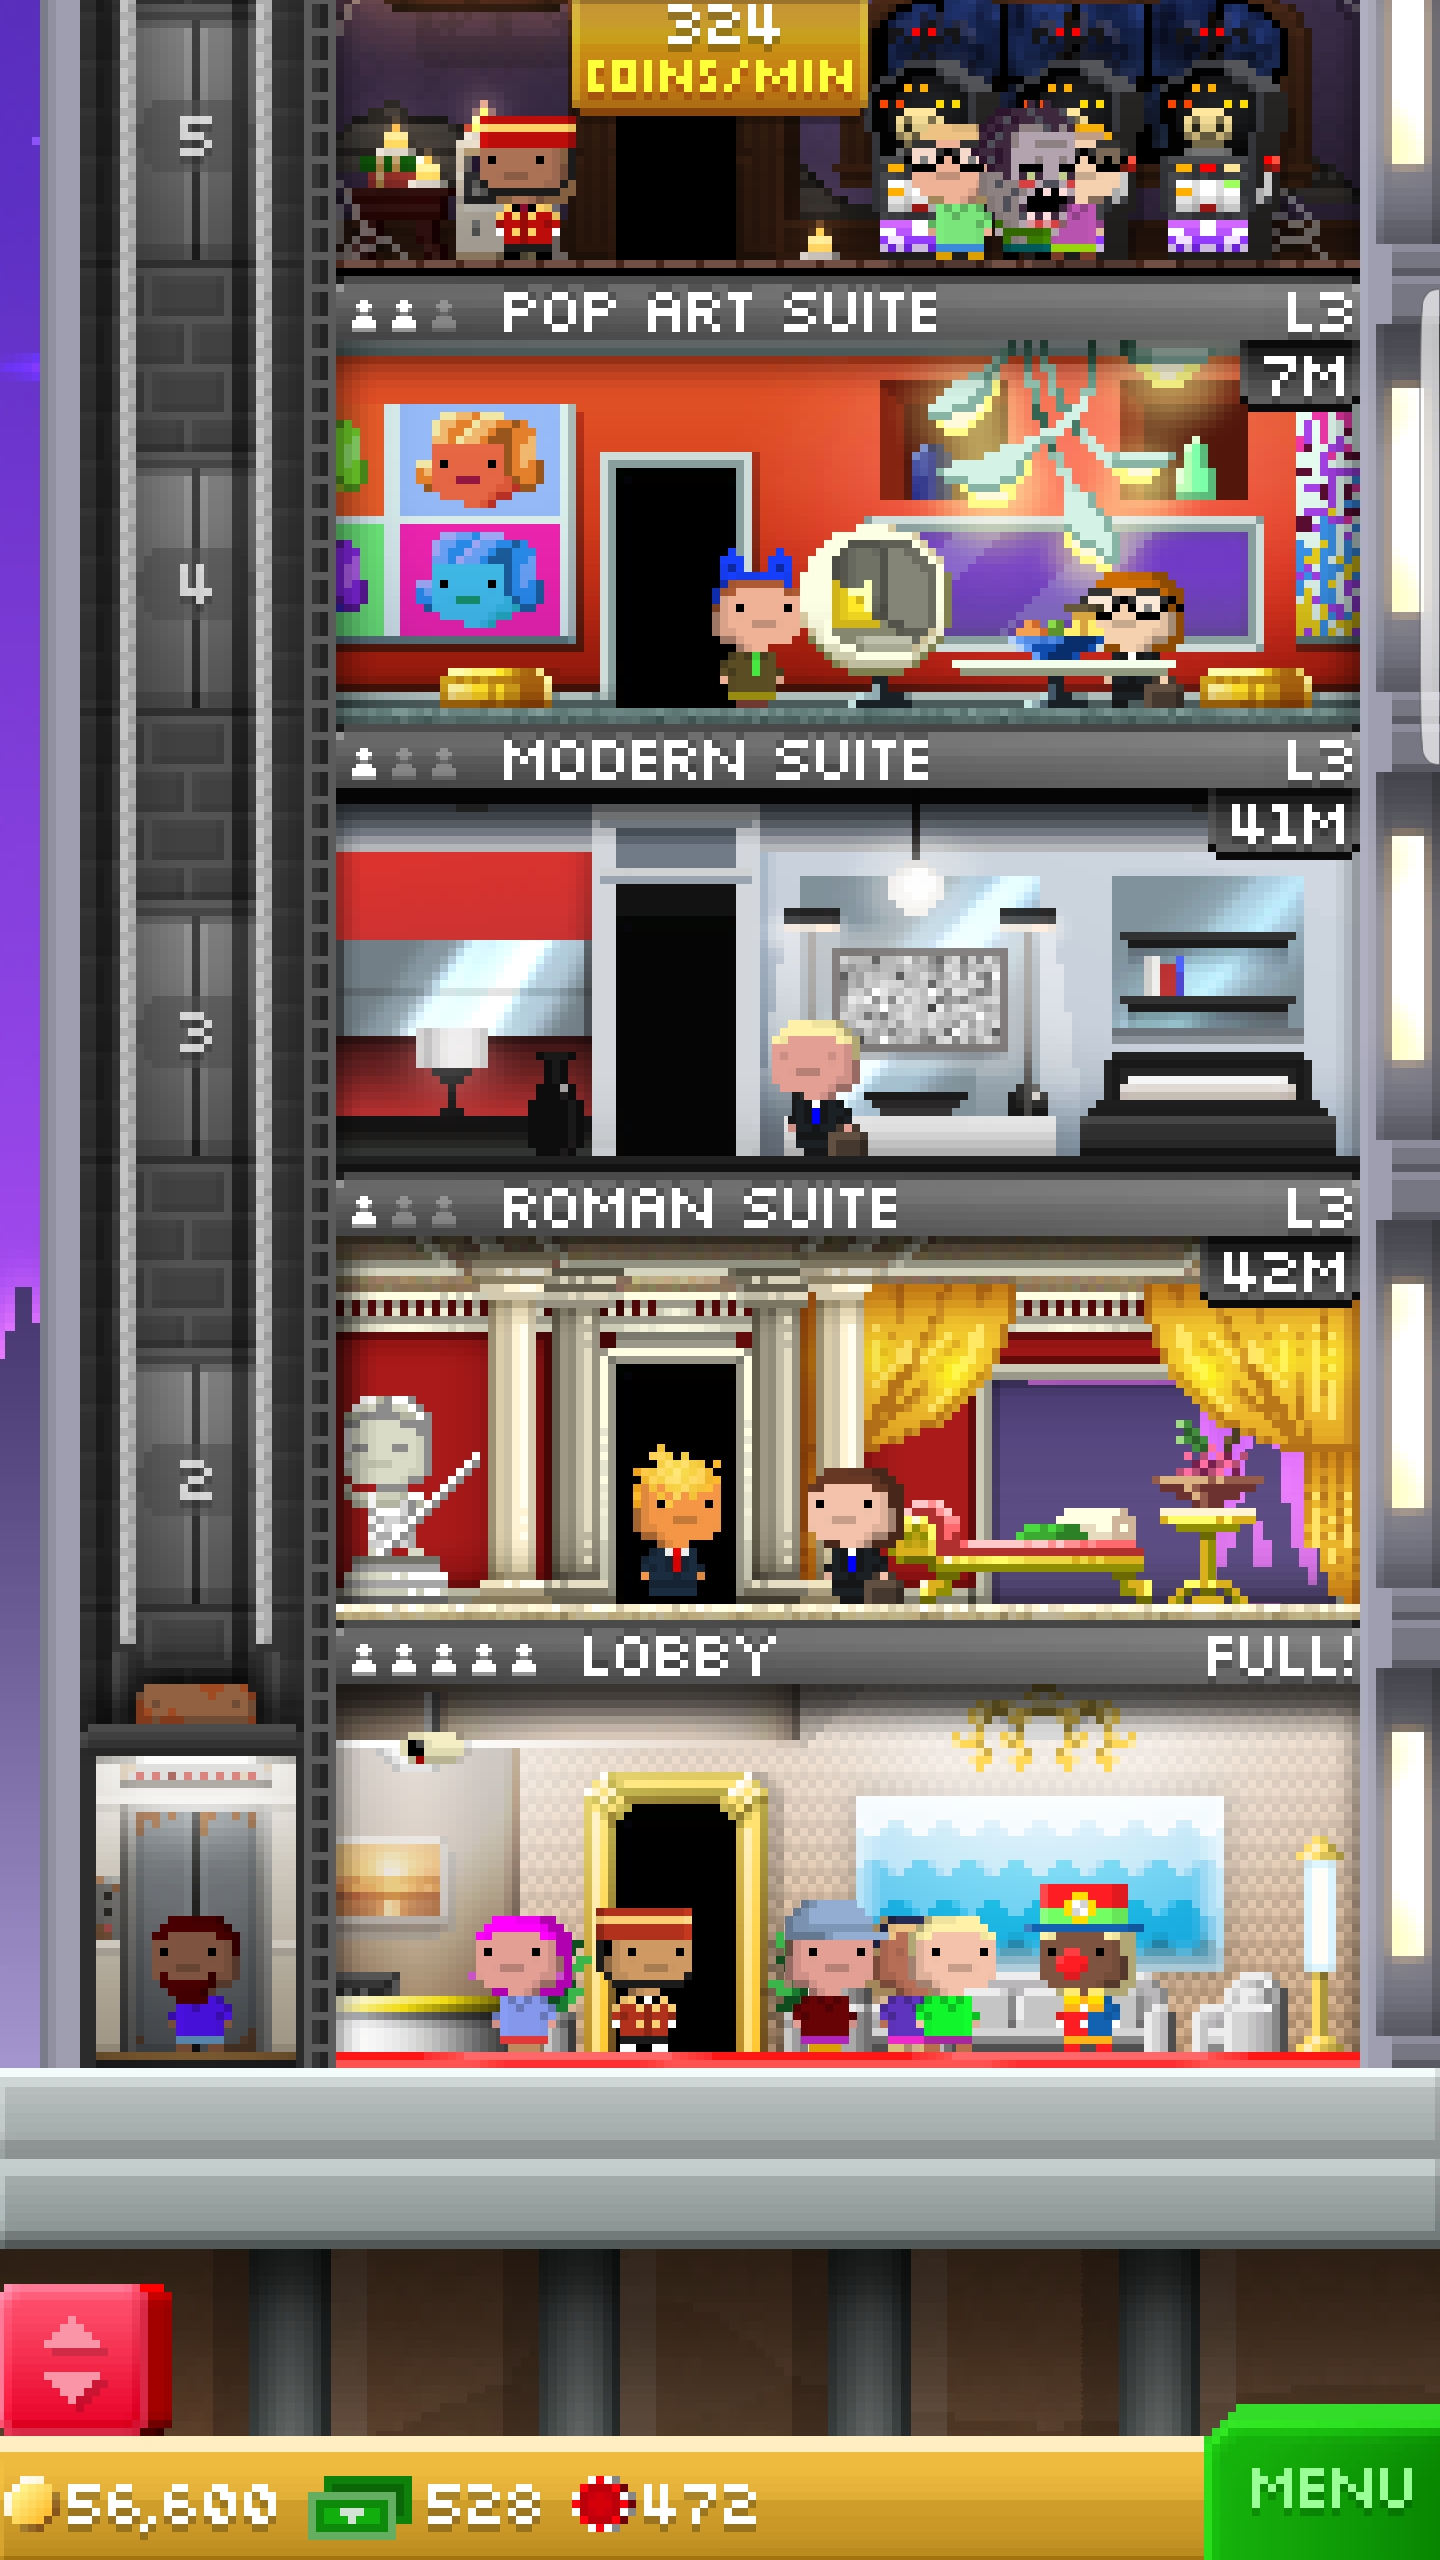 324
COINS/MIN
5
POP ART SUITE L3
7M
4
MODERN SUITE L3
41M
3
ROMAN SUITE L3
42M
2
LOBBY FULL!
56,600 528 472
MENU